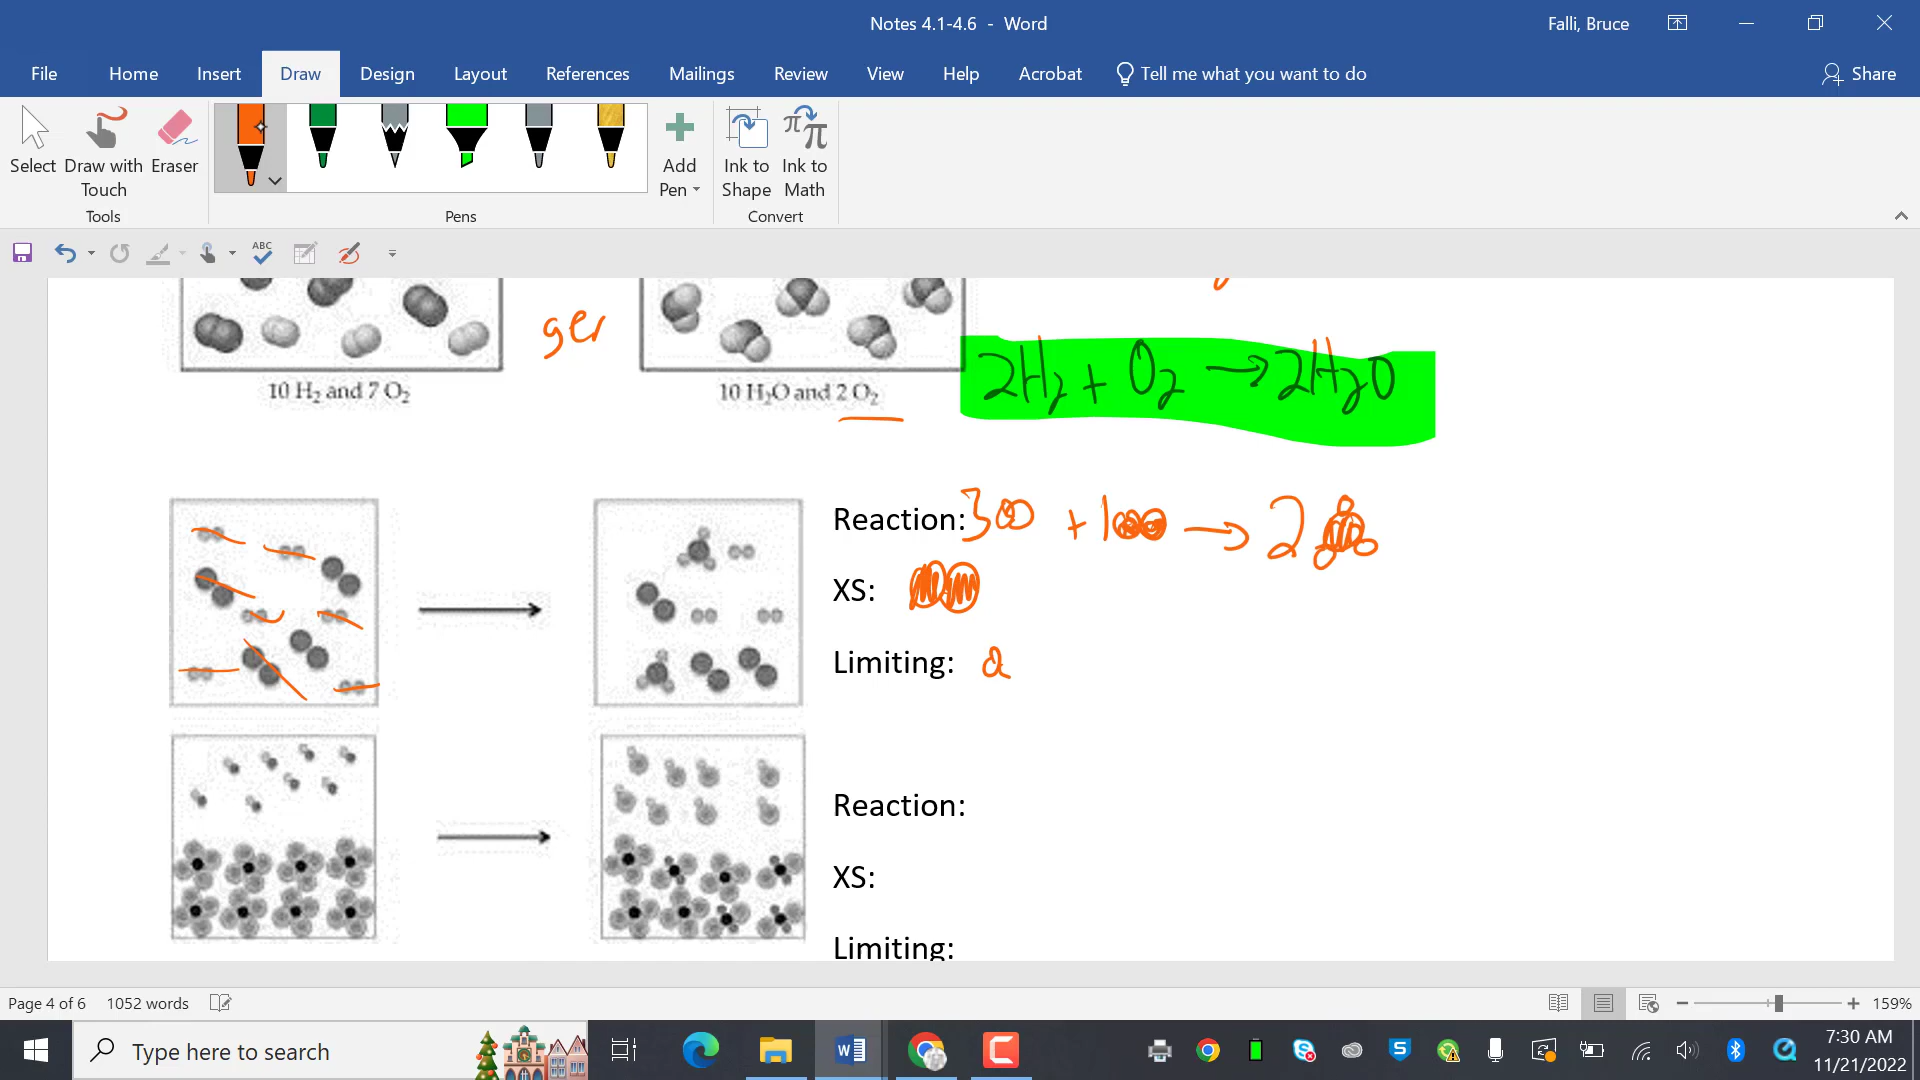 Notes 4.1-4.6 - Word
Falli, Bruce
File Home Insert Draw Design Layout References Mailings Review View Help Acrobat Tell me what you want to do Share
Select Draw with Touch Eraser
Add Pen
Ink to Shape
Ink to Math
Tools Pens Convert
ABC
ger
2H₂ + O₂ → 2H₂O
10 H₂ and 7 O₂
10 H₂O and 2 O₂
Reaction: 3 + 1 → 2
XS:
Limiting:
Reaction:
XS:
Limiting:
Page 4 of 6 1052 words 159%
Type here to search
7:30 AM
11/21/2022